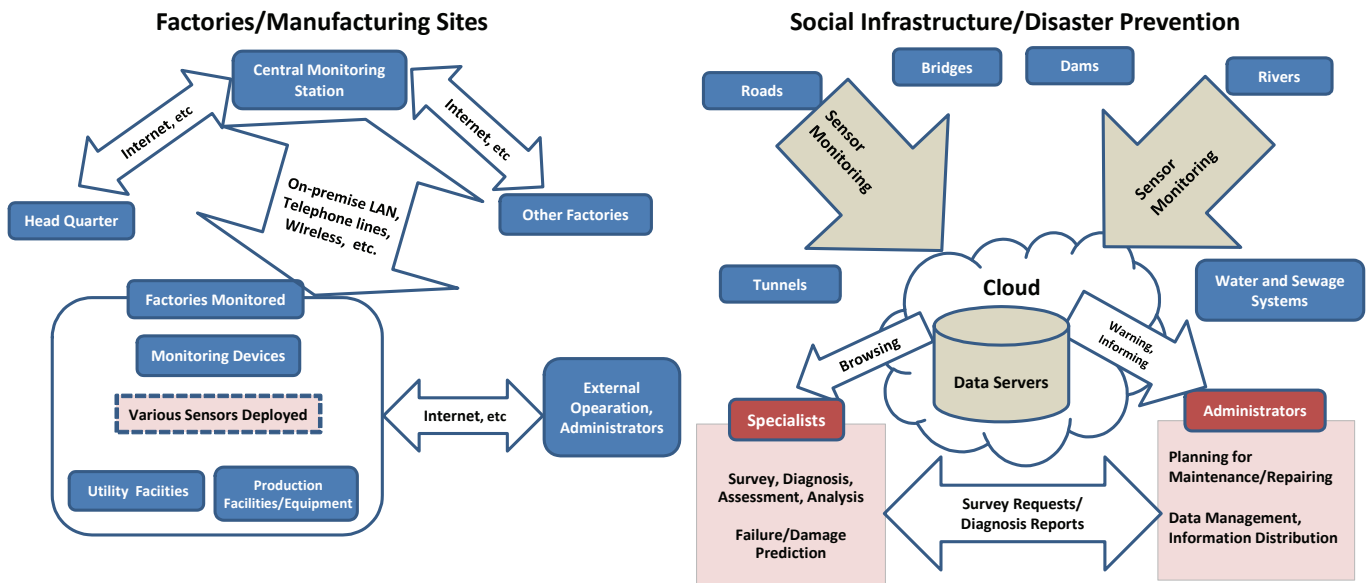 Factories/Manufacturing Sites
Central Monitoring
Station
Internet, etc
Internet, etc
On-premise LAN,
Telephone lines,
WIreless, etc.
Head Quarter
Other Factories
Factories Monitored
Monitoring Devices
Various Sensors Deployed
Utility Faciities
Production
Facilities/Equipment
Internet, etc
External
Opearation,
Administrators
Social Infrastructure/Disaster Prevention
Roads
Bridges
Dams
Rivers
Sensor
Monitoring
Sensor
Monitoring
Tunnels
Cloud
Water and Sewage
Systems
Browsing
Warning,
Informing
Data Servers
Specialists
Administrators
Survey, Diagnosis,
Assessment, Analysis
Failure/Damage
Prediction
Survey Requests/
Diagnosis Reports
Planning for
Maintenance/Repairing
Data Management,
Information Distribution